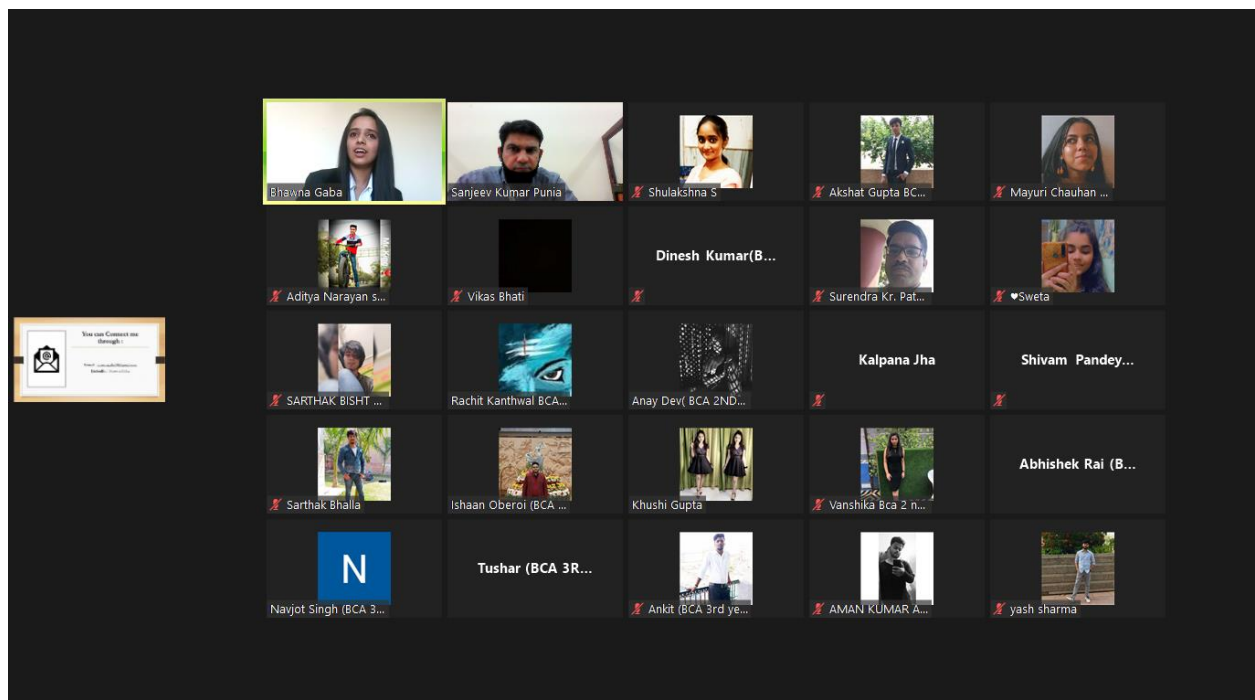 Bhawna Gaba
Sanjeev Kumar Punia
Shulakshna S
Akshat Gupta BC...
Mayuri Chauhan ...
Aditya Narayan s...
Vikas Bhati
Dinesh Kumar(B...
Surendra Kr. Pat...
♥Sweta
You can Connect me
through :
SARTHAK BISHT ...
Rachit Kanthwal BCA...
Anay Dev( BCA 2ND...
Kalpana Jha
Shivam Pandey...
Sarthak Bhalla
Ishaan Oberoi (BCA ...
Khushi Gupta
Vanshika Bca 2 n...
Abhishek Rai (B...
N
Navjot Singh (BCA 3...
Tushar (BCA 3R...
Ankit (BCA 3rd ye...
AMAN KUMAR A...
yash sharma